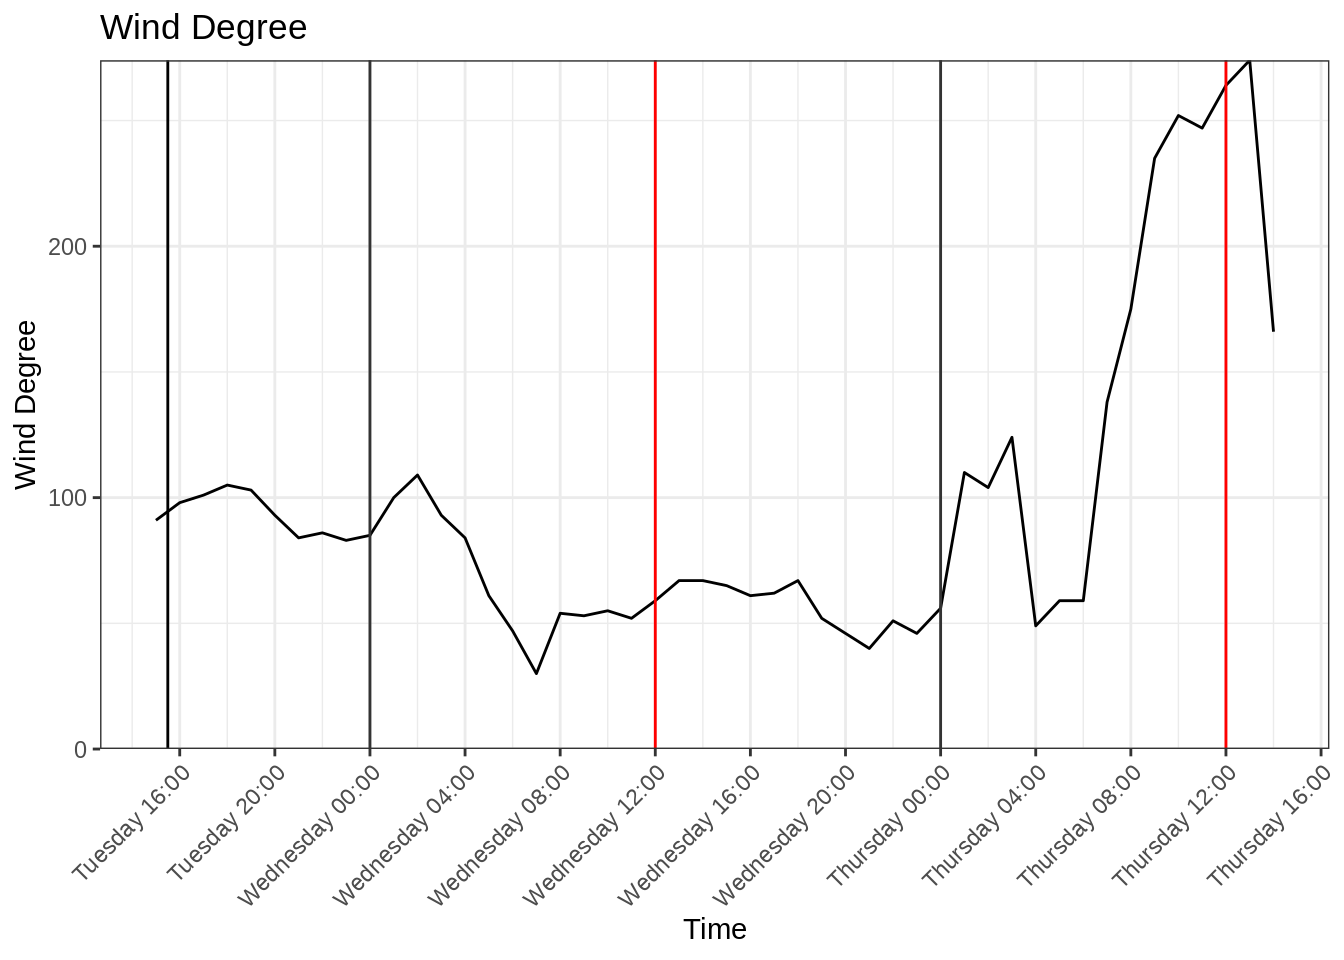 Wind Degree
Wind Degree
200
100
0
Tuesday 16:00
Tuesday 20:00
Wednesday 00:00
Wednesday 04:00
Wednesday 08:00
Wednesday 12:00
Wednesday 16:00
Wednesday 20:00
Thursday 00:00
Thursday 04:00
Thursday 08:00
Thursday 12:00
Thursday 16:00
Time